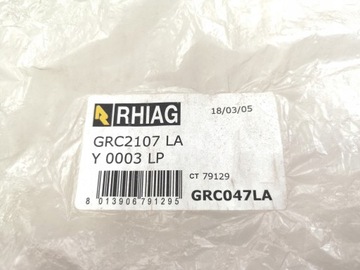 RHIAG
18/03/05
GRC2107 LA
Y 0003 LP
CT 79129
GRC047LA
8 013906 791295